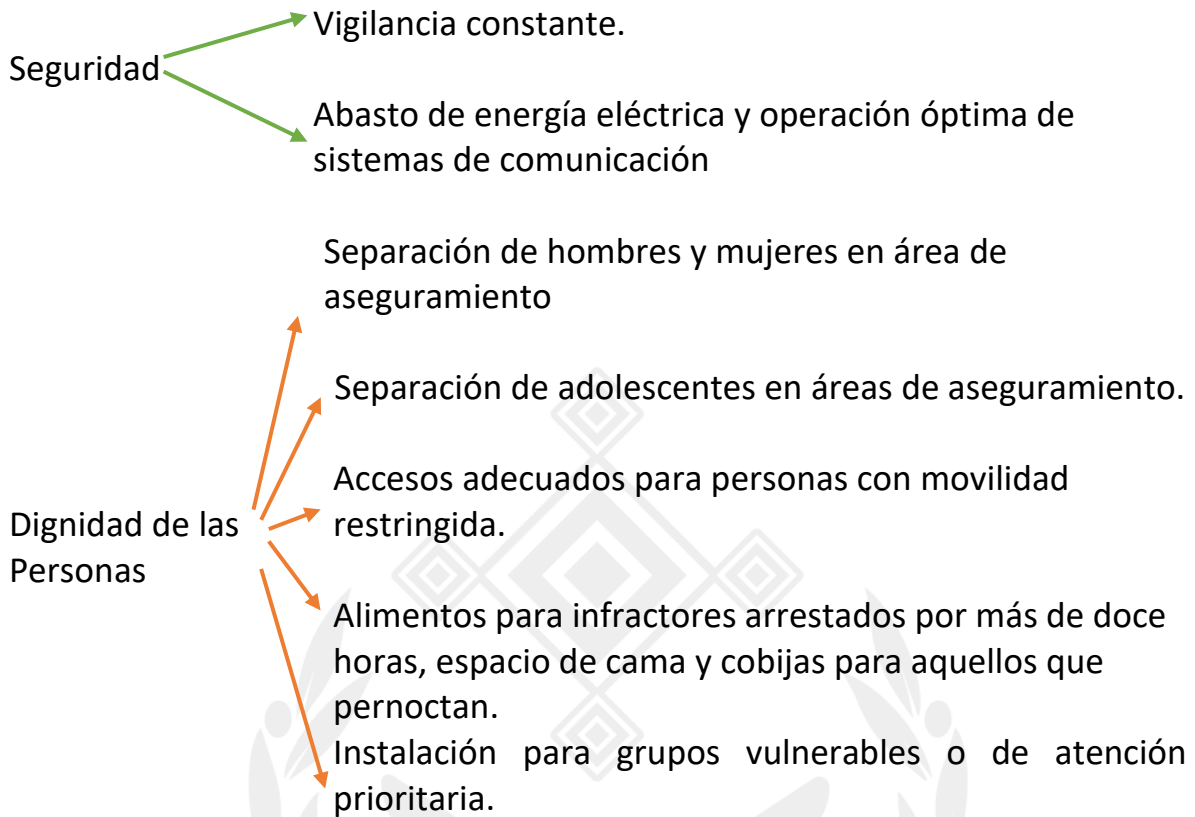 Vigilancia constante.
Seguridad
Abasto de energía eléctrica y operación óptima de
sistemas de comunicación
Separación de hombres y mujeres en área de
aseguramiento
Separación de adolescentes en áreas de aseguramiento.
Accesos adecuados para personas con movilidad
restringida.
Dignidad de las
Personas
Alimentos para infractores arrestados por más de doce
horas, espacio de cama y cobijas para aquellos que
pernoctan.
Instalación para grupos vulnerables o de atención
prioritaria.